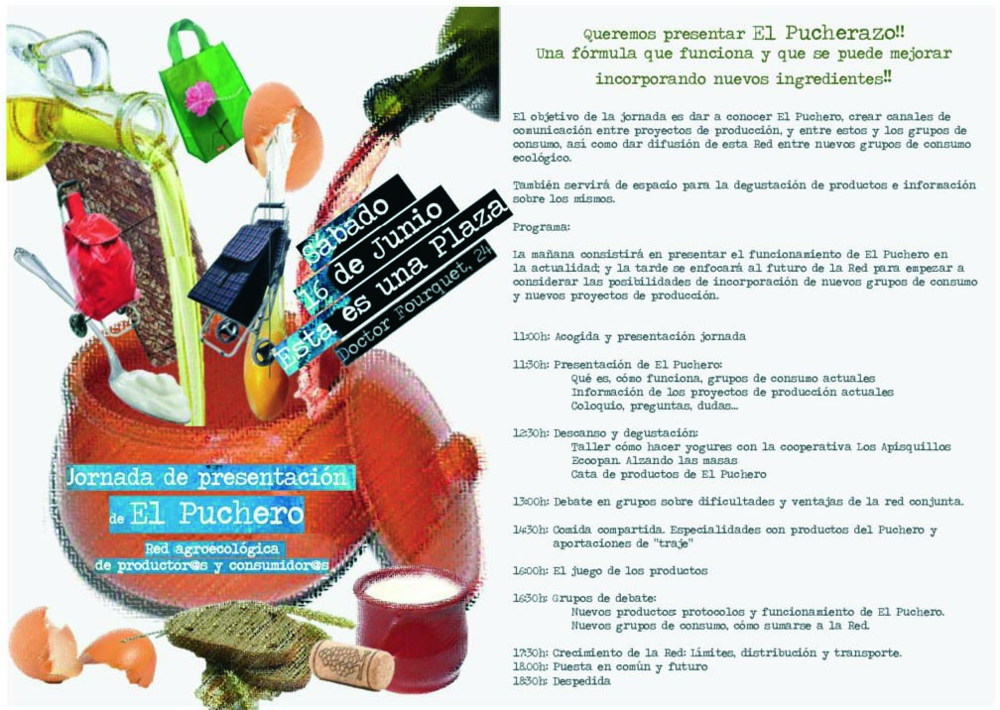 Sábado
16 de Junio
Esta es una Plaza
Doctor Fourquet, 24
Jornada de presentación
de El Puchero
Red agroecológica
de productor@s y consumidor@s
Queremos presentar El Pucherazo!!
Una fórmula que funciona y que se puede mejorar
incorporando nuevos ingredientes!!
El objetivo de la jornada es dar a conocer El Puchero, crear canales de
comunicación entre proyectos de producción, y entre estos y los grupos de
consumo, así como dar difusión de esta Red entre nuevos grupos de consumo
ecológico.
También servirá de espacio para la degustación de productos e información
sobre los mismos.
Programa:
La mañana consistirá en presentar el funcionamiento de El Puchero en
la actualidad; y la tarde se enfocará al futuro de la Red para empezar a
considerar las posibilidades de incorporación de nuevos grupos de consumo
y nuevos proyectos de producción.
11:00h: Acogida y presentación jornada
11:30h: Presentación de El Puchero:
Qué es, cómo funciona, grupos de consumo actuales
Información de los proyectos de producción actuales
Coloquio, preguntas, dudas...
12:30h: Descanso y degustación:
Taller cómo hacer yogures con la cooperativa Los Apisquillos
Ecoopan. Alzando las masas
Cata de productos de El Puchero
13:00h: Debate en grupos sobre dificultades y ventajas de la red conjunta.
14:30h: Comida compartida. Especialidades con productos del Puchero y
aportaciones de "traje"
16:00h: El juego de los productos
16:30h: Grupos de debate:
Nuevos productos: protocolos y funcionamiento de El Puchero.
Nuevos grupos de consumo, cómo sumarse a la Red.
17:30h: Crecimiento de la Red: Límites, distribución y transporte.
18:00h: Puesta en común y futuro
18:30h: Despedida